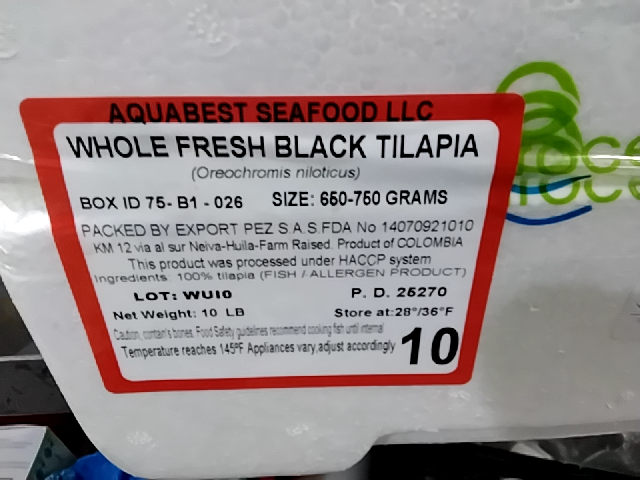 AQUABEST SEAFOOD LLC
WHOLE FRESH BLACK TILAPIA
(Oreochromis niloticus)
BOX ID 75- B1 - 026 SIZE: 650-750 GRAMS
PACKED BY EXPORT PEZ S.A.S.FDA No 14070921010
KM 12 via al sur Neiva-Huila-Farm Raised. Product of COLOMBIA
This product was processed under HACCP system
Ingredients: 100% tilapia (FISH / ALLERGEN PRODUCT)
LOT: WUI0 P. D. 25270
Net Weight: 10 LB Store at:28°/36°F
Caution, contain's bones. Food Safety guidelines recommend cooking fish until internal
Temperature reaches 145ºF Appliances vary,adjust accordingly 10